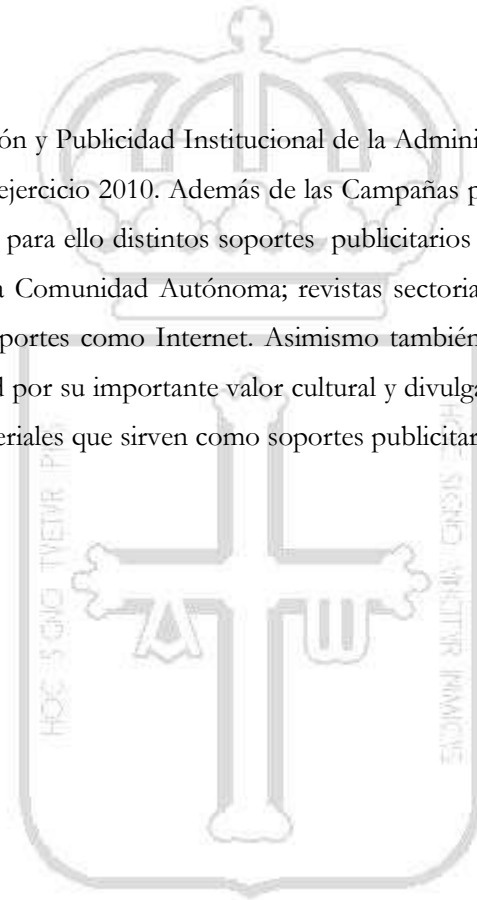 ón y Publicidad Institucional de la Admini
ejercicio 2010. Además de las Campañas p
para ello distintos soportes publicitarios
a Comunidad Autónoma; revistas sectoria
portes como Internet. Asimismo también
d por su importante valor cultural y divulga
eriales que sirven como soportes publicitar
HOC SIGNO TVETVR PIVS
HOC SIGNO VINCITVR INIMICVS